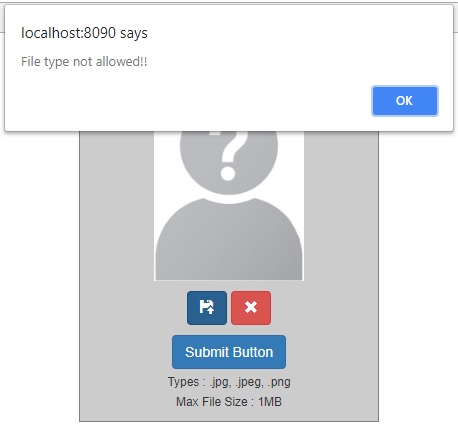 localhost:8090 says
File type not allowed!!
OK
?
Submit Button
Types : .jpg, .jpeg, .png
Max File Size : 1MB